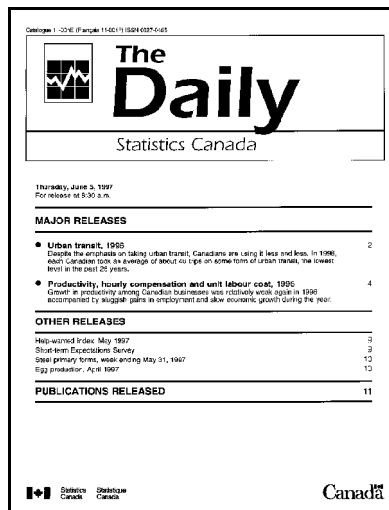 Catalogue 11-001E (Français 11-001F) ISSN 0827-0465
The
Daily
Statistics Canada
Thursday, June 5, 1997
For release at 8:30 a.m.
MAJOR RELEASES
● Urban transit, 1996 2
Despite the emphasis on taking urban transit, Canadians are using it less and less. In 1996,
each Canadian took an average of about 48 trips on some form of urban transit, the lowest
level in the past 25 years.
● Productivity, hourly compensation and unit labour cost, 1996 4
Growth in productivity among Canadian businesses was relatively weak again in 1996
accompanied by sluggish gains in employment and slow economic growth during the year.
OTHER RELEASES
Help-wanted index, May 1997 9
Short-term Expectations Survey 9
Steel primary forms, week ending May 31, 1997 10
Egg production, April 1997 10
PUBLICATIONS RELEASED 11
Statistics Statistique
Canada Canada
Canada